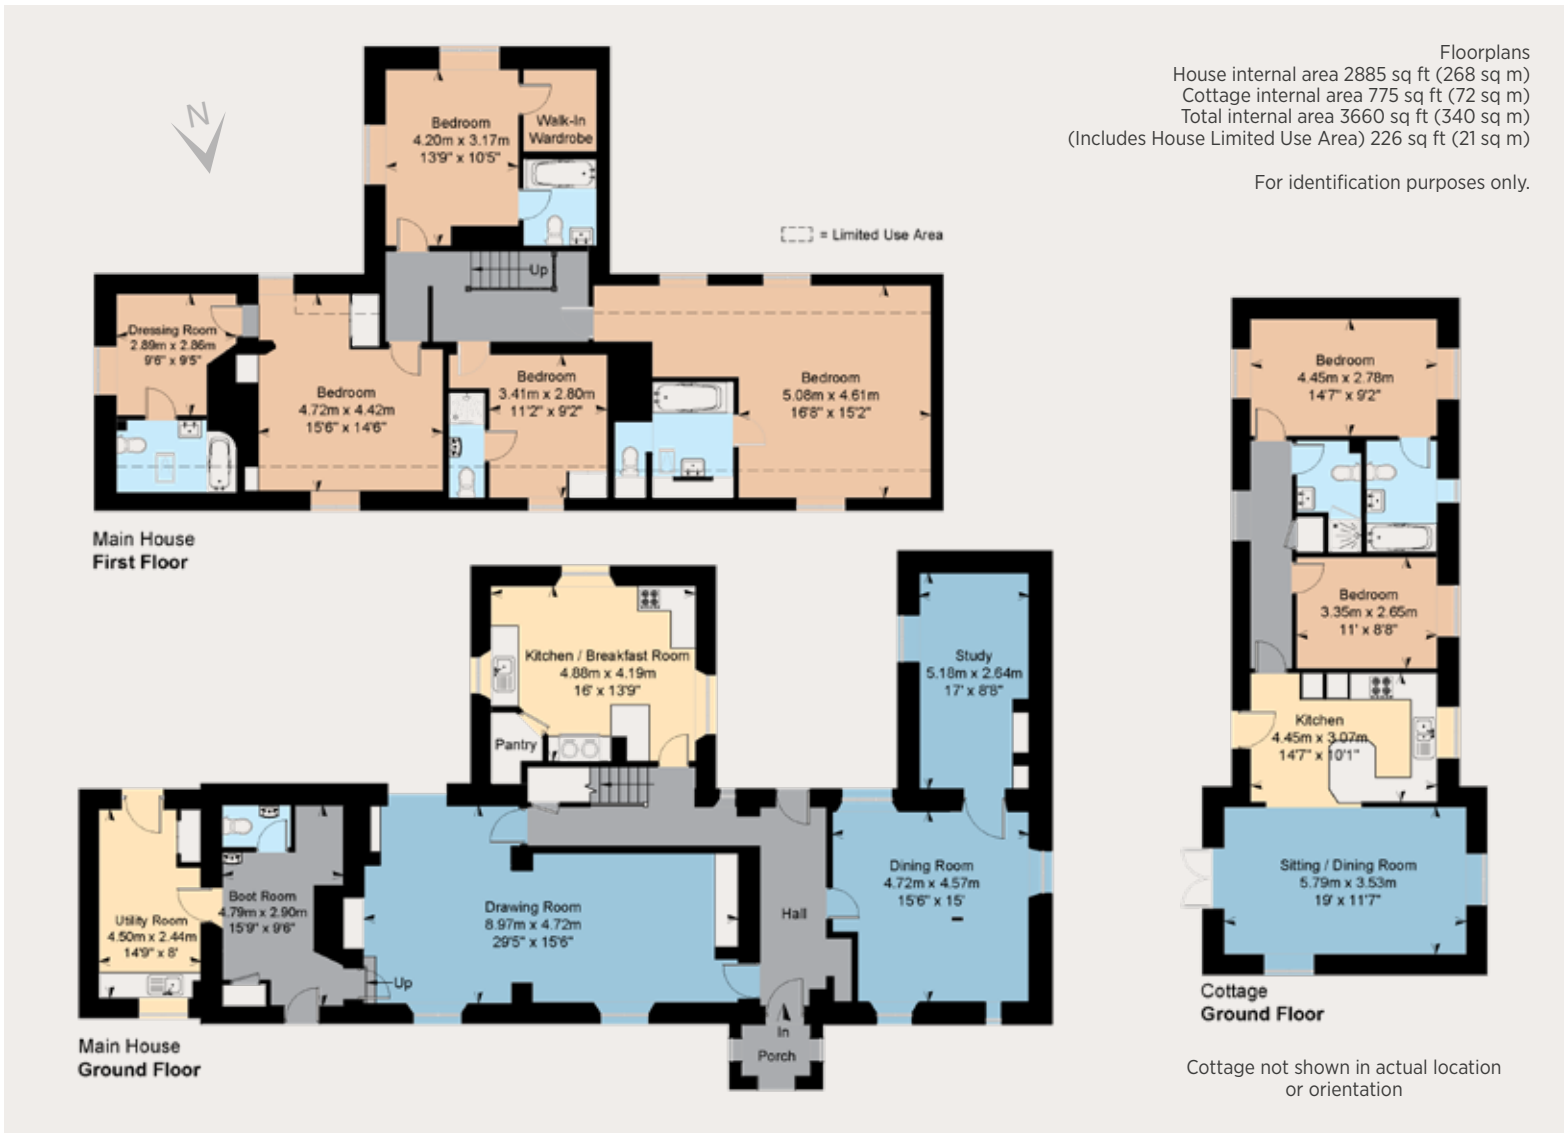 Floorplans
House internal area 2885 sq ft (268 sq m)
Cottage internal area 775 sq ft (72 sq m)
Total internal area 3660 sq ft (340 sq m)
(Includes House Limited Use Area) 226 sq ft (21 sq m)
For identification purposes only.
N
= Limited Use Area
Bedroom
4.20m x 3.17m
13'9" x 10'5"
Walk-In
Wardrobe
Up
Dressing Room
2.89m x 2.86m
9'6" x 9'5"
Bedroom
4.72m x 4.42m
15'6" x 14'6"
Bedroom
3.41m x 2.80m
11'2" x 9'2"
Bedroom
5.08m x 4.61m
16'8" x 15'2"
Main House
First Floor
Kitchen / Breakfast Room
4.88m x 4.19m
16' x 13'9"
Pantry
Study
5.18m x 2.64m
17' x 8'8"
Utility Room
4.50m x 2.44m
14'9" x 8'
Boot Room
4.79m x 2.90m
15'9" x 9'6"
Up
Drawing Room
8.97m x 4.72m
29'5" x 15'6"
Hall
Dining Room
4.72m x 4.57m
15'6" x 15'
In
Porch
Main House
Ground Floor
Bedroom
4.45m x 2.78m
14'7" x 9'2"
Bedroom
3.35m x 2.65m
11' x 8'8"
Kitchen
4.45m x 3.07m
14'7" x 10'1"
Sitting / Dining Room
5.79m x 3.53m
19' x 11'7"
Cottage
Ground Floor
Cottage not shown in actual location
or orientation